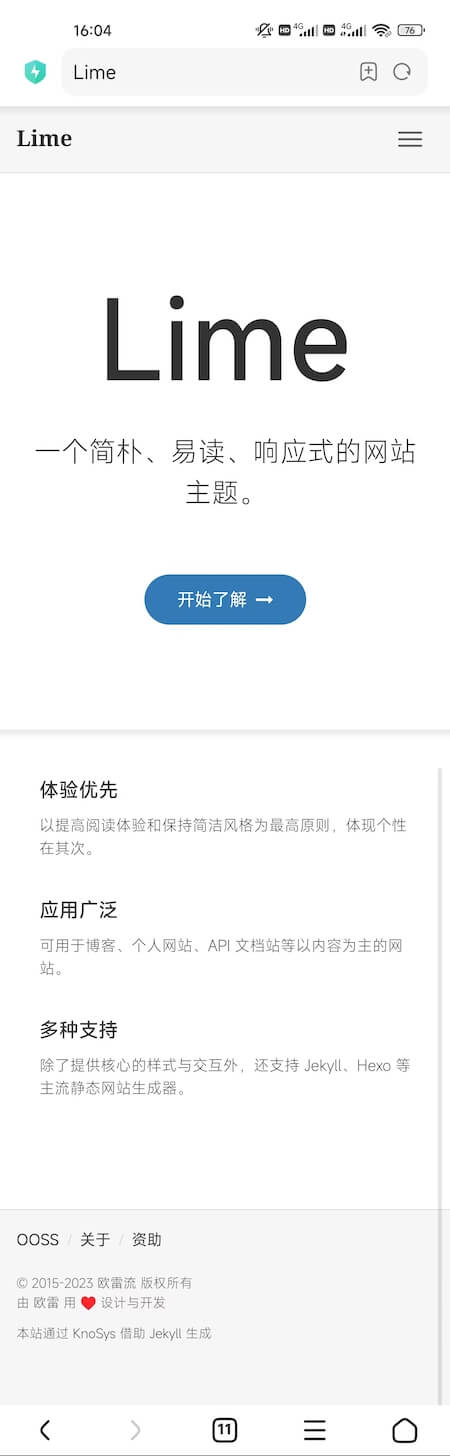 16:04
HD 4G HD 4G 76
Lime
Lime
Lime
一个简朴、易读、响应式的网站
主题。
开始了解 →
体验优先
以提高阅读体验和保持简洁风格为最高原则，体现个性
在其次。
应用广泛
可用于博客、个人网站、API 文档站等以内容为主的网
站。
多种支持
除了提供核心的样式与交互外，还支持 Jekyll、Hexo 等
主流静态网站生成器。
OOSS / 关于 / 资助
© 2015-2023 欧雷流 版权所有
由 欧雷 用 ❤️ 设计与开发
本站通过 KnoSys 借助 Jekyll 生成
11